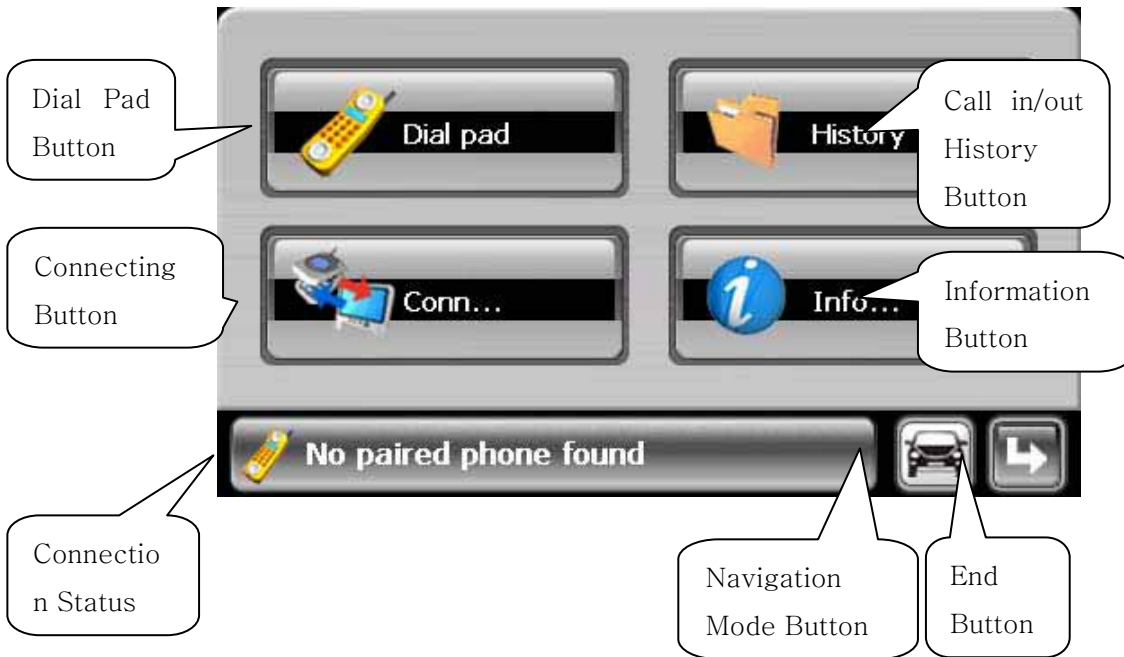 Dial Pad
Button
Dial pad
History
Call in/out
History
Button
Connecting
Button
Conn...
Info...
Information
Button
No paired phone found
Connectio
n Status
Navigation
Mode Button
End
Button